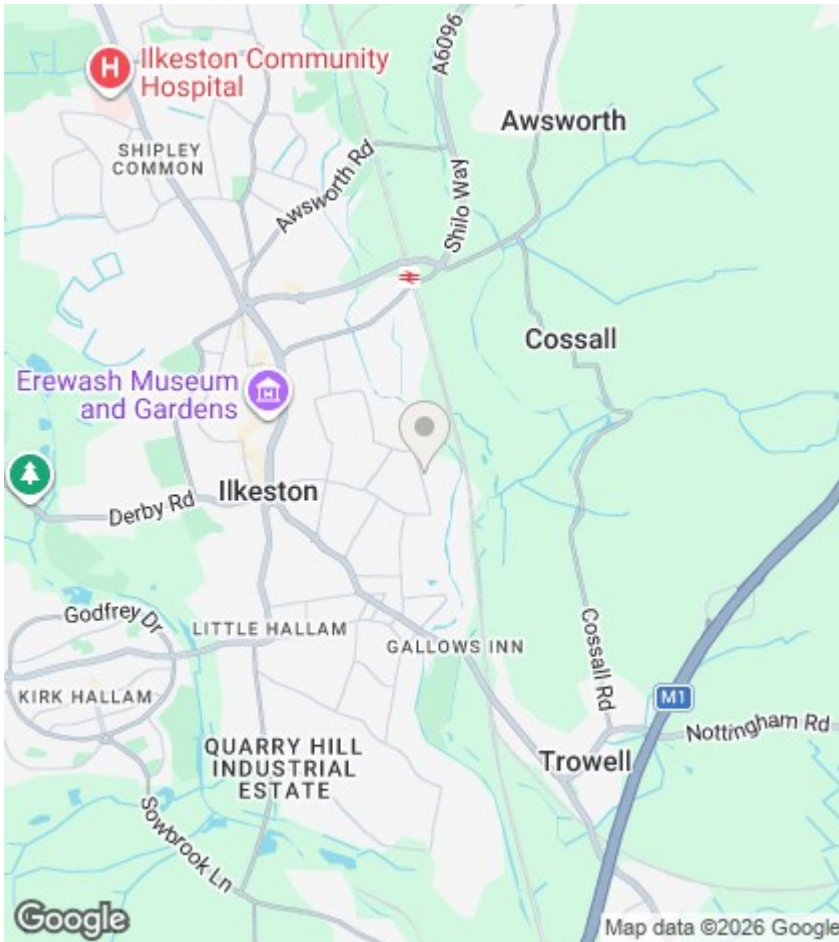 Ilkeston Community
Hospital
A6096
Awsworth
SHIPLEY
COMMON
Awsworth Rd
Shilo Way
Cossall
Erewash Museum
and Gardens
Ilkeston
Derby Rd
Godfrey Dr
LITTLE HALLAM
GALLOWS INN
Cossall Rd
KIRK HALLAM
M1
Nottingham Rd
QUARRY HILL
INDUSTRIAL
ESTATE
Trowell
Sowbrook Ln
Google
Map data ©2026 Google